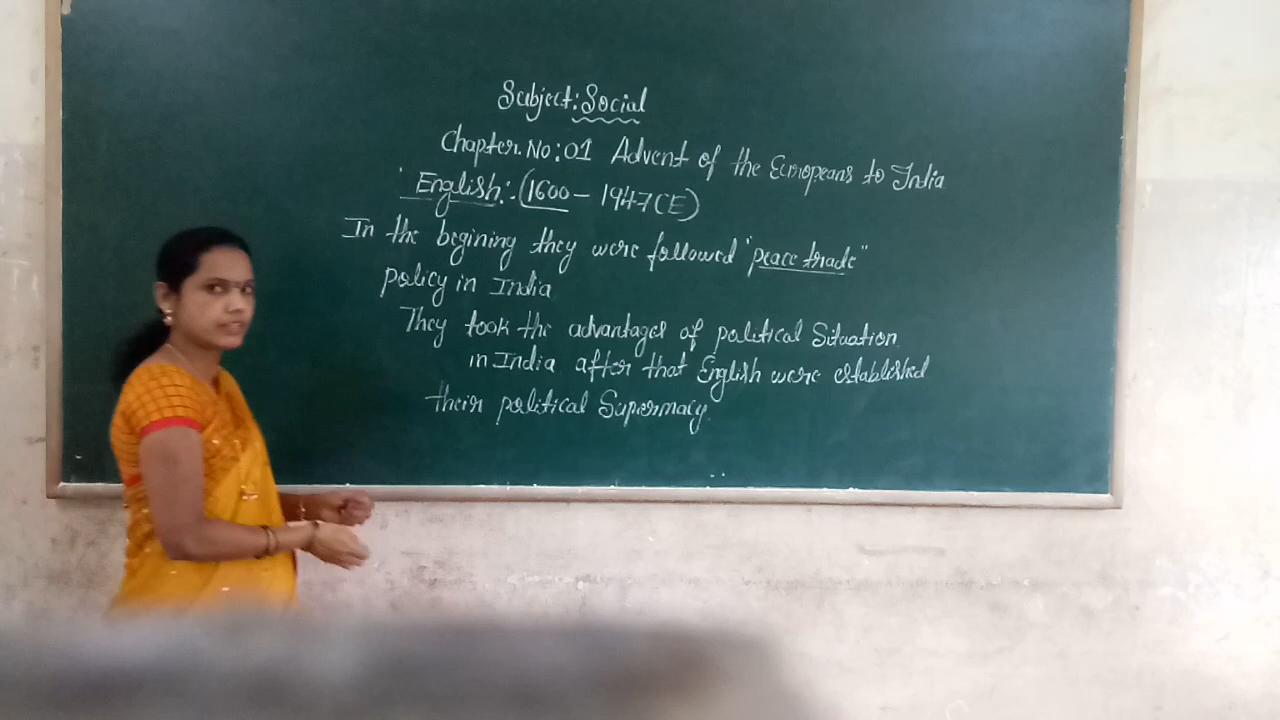 Subject: Social
Chapter. No: 01 Advent of the Europeans to India
English:- (1600 - 1947 CE)
In the begining they were followed "peace trade"
policy in India
They took the advantages of political Situation
in India after that English were established
their political Supermacy.